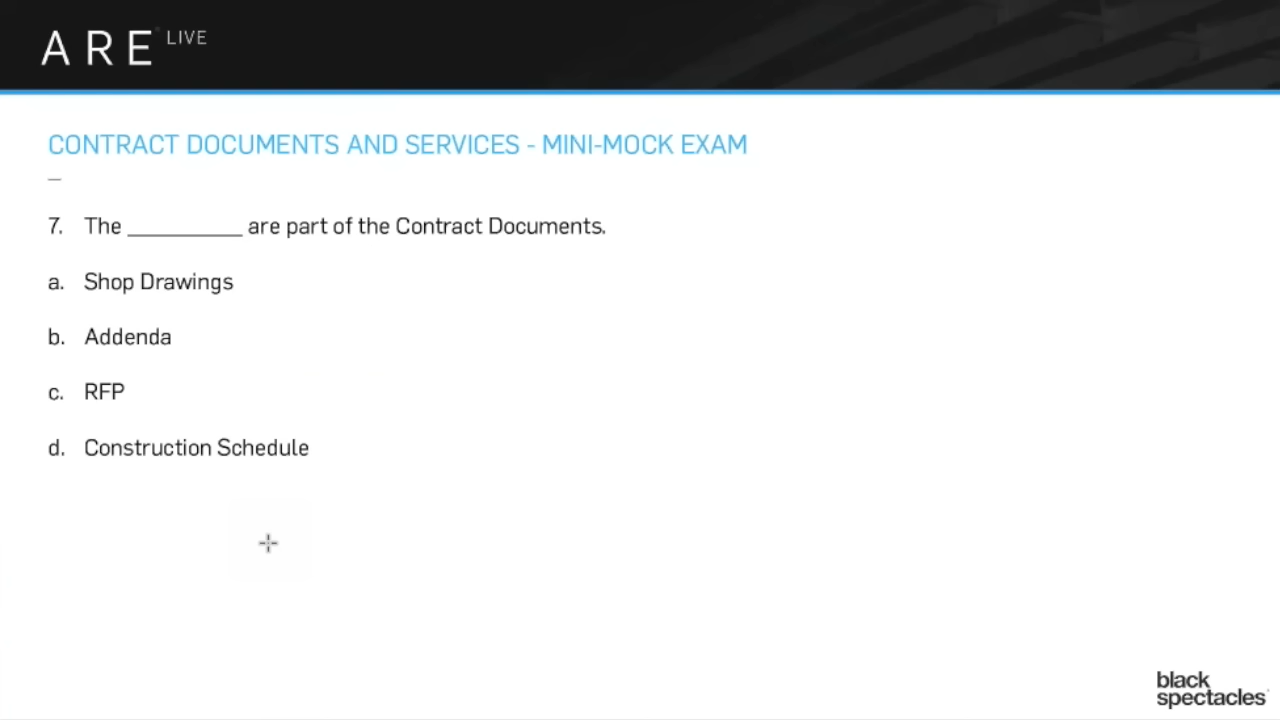 ARE LIVE
CONTRACT DOCUMENTS AND SERVICES - MINI-MOCK EXAM
7. The __________ are part of the Contract Documents.
a. Shop Drawings
b. Addenda
c. RFP
d. Construction Schedule
black
spectacles